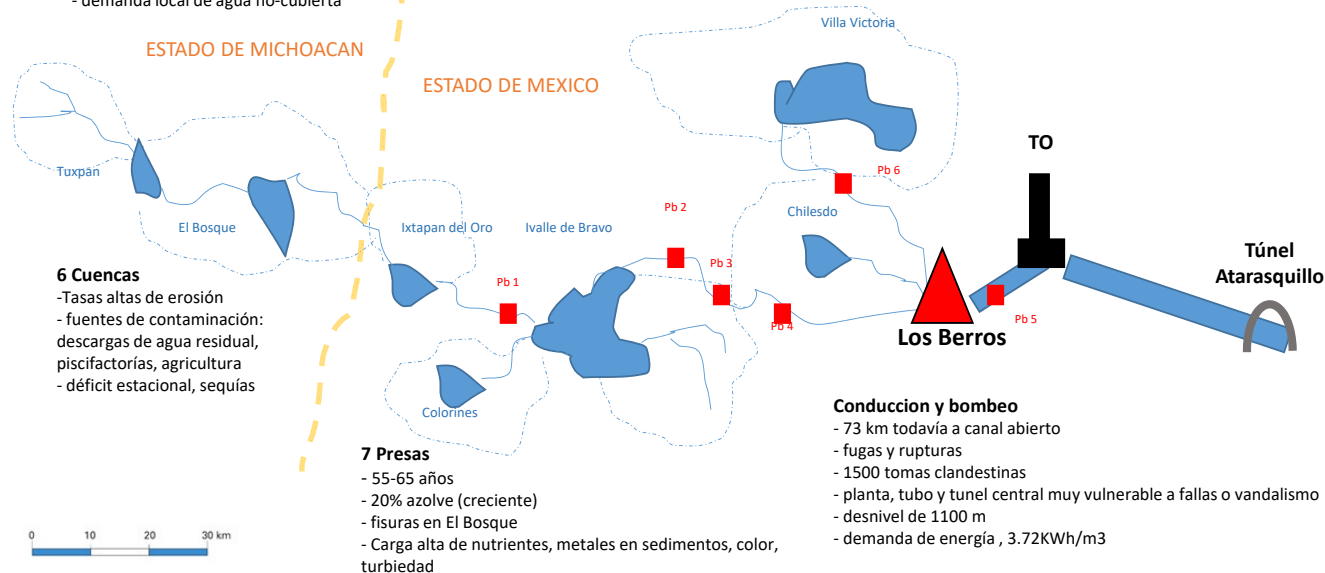 - demanda local de agua no-cubierta
Villa Victoria
ESTADO DE MICHOACAN
ESTADO DE MEXICO
TO
Tuxpan
Pb 6
Pb 2
Chilesdo
El Bosque
Ixtapan del Oro
Ivalle de Bravo
Túnel
Atarasquillo
Pb 3
6 Cuencas
-Tasas altas de erosión
- fuentes de contaminación:
descargas de agua residual,
piscifactorías, agricultura
- déficit estacional, sequías
Pb 1
Pb 4
Pb 5
Los Berros
Colorines
Conduccion y bombeo
- 73 km todavía a canal abierto
- fugas y rupturas
- 1500 tomas clandestinas
- planta, tubo y tunel central muy vulnerable a fallas o vandalismo
- desnivel de 1100 m
- demanda de energía , 3.72KWh/m3
7 Presas
- 55-65 años
- 20% azolve (creciente)
- fisuras en El Bosque
- Carga alta de nutrientes, metales en sedimentos, color,
turbiedad
0 10 20 30 km